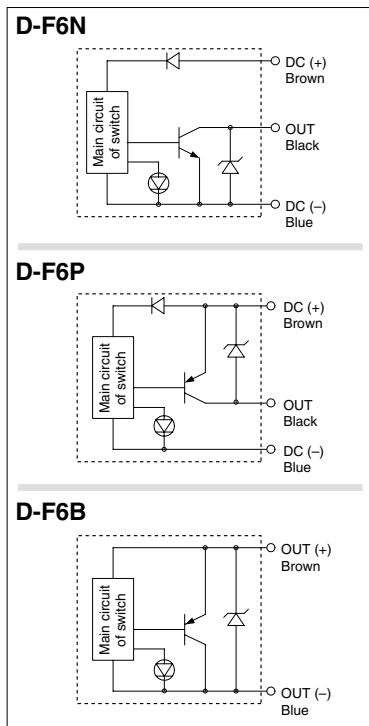 D-F6N
DC (+)
Brown
Main circuit
of switch
OUT
Black
DC (–)
Blue
D-F6P
DC (+)
Brown
Main circuit
of switch
OUT
Black
DC (–)
Blue
D-F6B
OUT (+)
Brown
Main circuit
of switch
OUT (–)
Blue